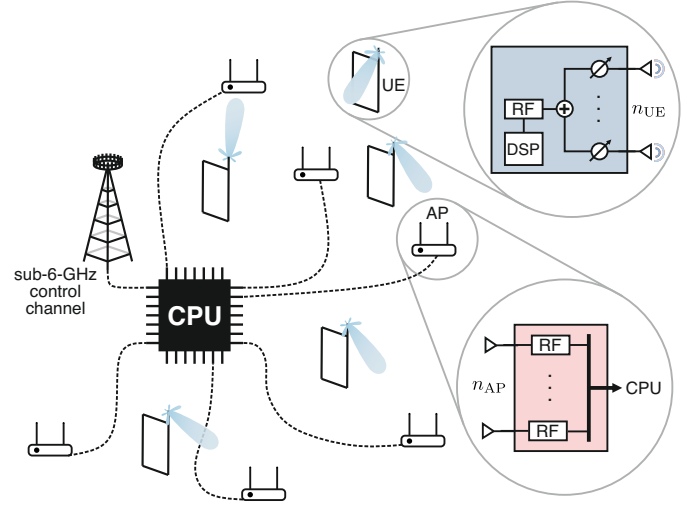 UE
RF
DSP
n_UE
AP
sub-6-GHz
control
channel
CPU
RF
n_AP
CPU
RF